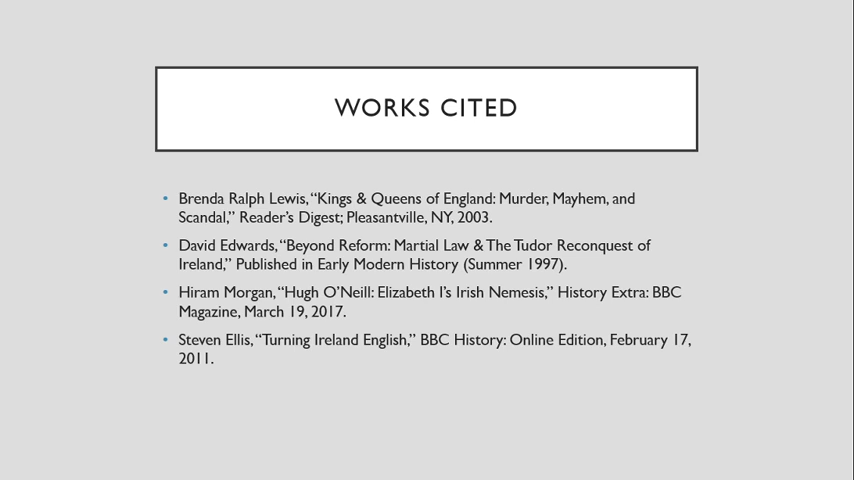 WORKS CITED
• Brenda Ralph Lewis, “Kings & Queens of England: Murder, Mayhem, and
Scandal,” Reader’s Digest; Pleasantville, NY, 2003.
• David Edwards, “Beyond Reform: Martial Law & The Tudor Reconquest of
Ireland,” Published in Early Modern History (Summer 1997).
• Hiram Morgan, “Hugh O’Neill: Elizabeth I’s Irish Nemesis,” History Extra: BBC
Magazine, March 19, 2017.
• Steven Ellis, “Turning Ireland English,” BBC History: Online Edition, February 17,
2011.